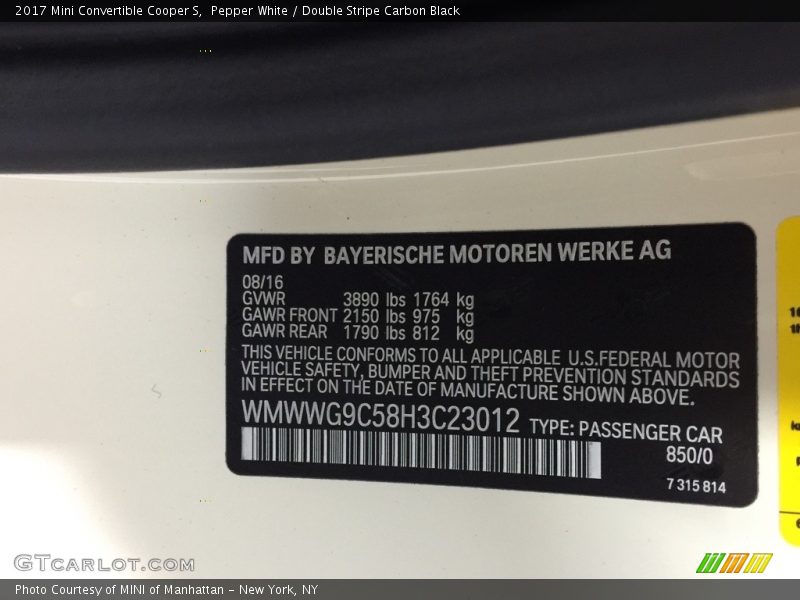 2017 Mini Convertible Cooper S, Pepper White / Double Stripe Carbon Black
MFD BY BAYERISCHE MOTOREN WERKE AG
08/16
GVWR 3890 lbs 1764 kg
GAWR FRONT 2150 lbs 975 kg
GAWR REAR 1790 lbs 812 kg
THIS VEHICLE CONFORMS TO ALL APPLICABLE U.S.FEDERAL MOTOR
VEHICLE SAFETY, BUMPER AND THEFT PREVENTION STANDARDS
IN EFFECT ON THE DATE OF MANUFACTURE SHOWN ABOVE.
WMWWG9C58H3C23012 TYPE: PASSENGER CAR
850/0
7 315 814
GTCARLOT.COM
Photo Courtesy of MINI of Manhattan - New York, NY